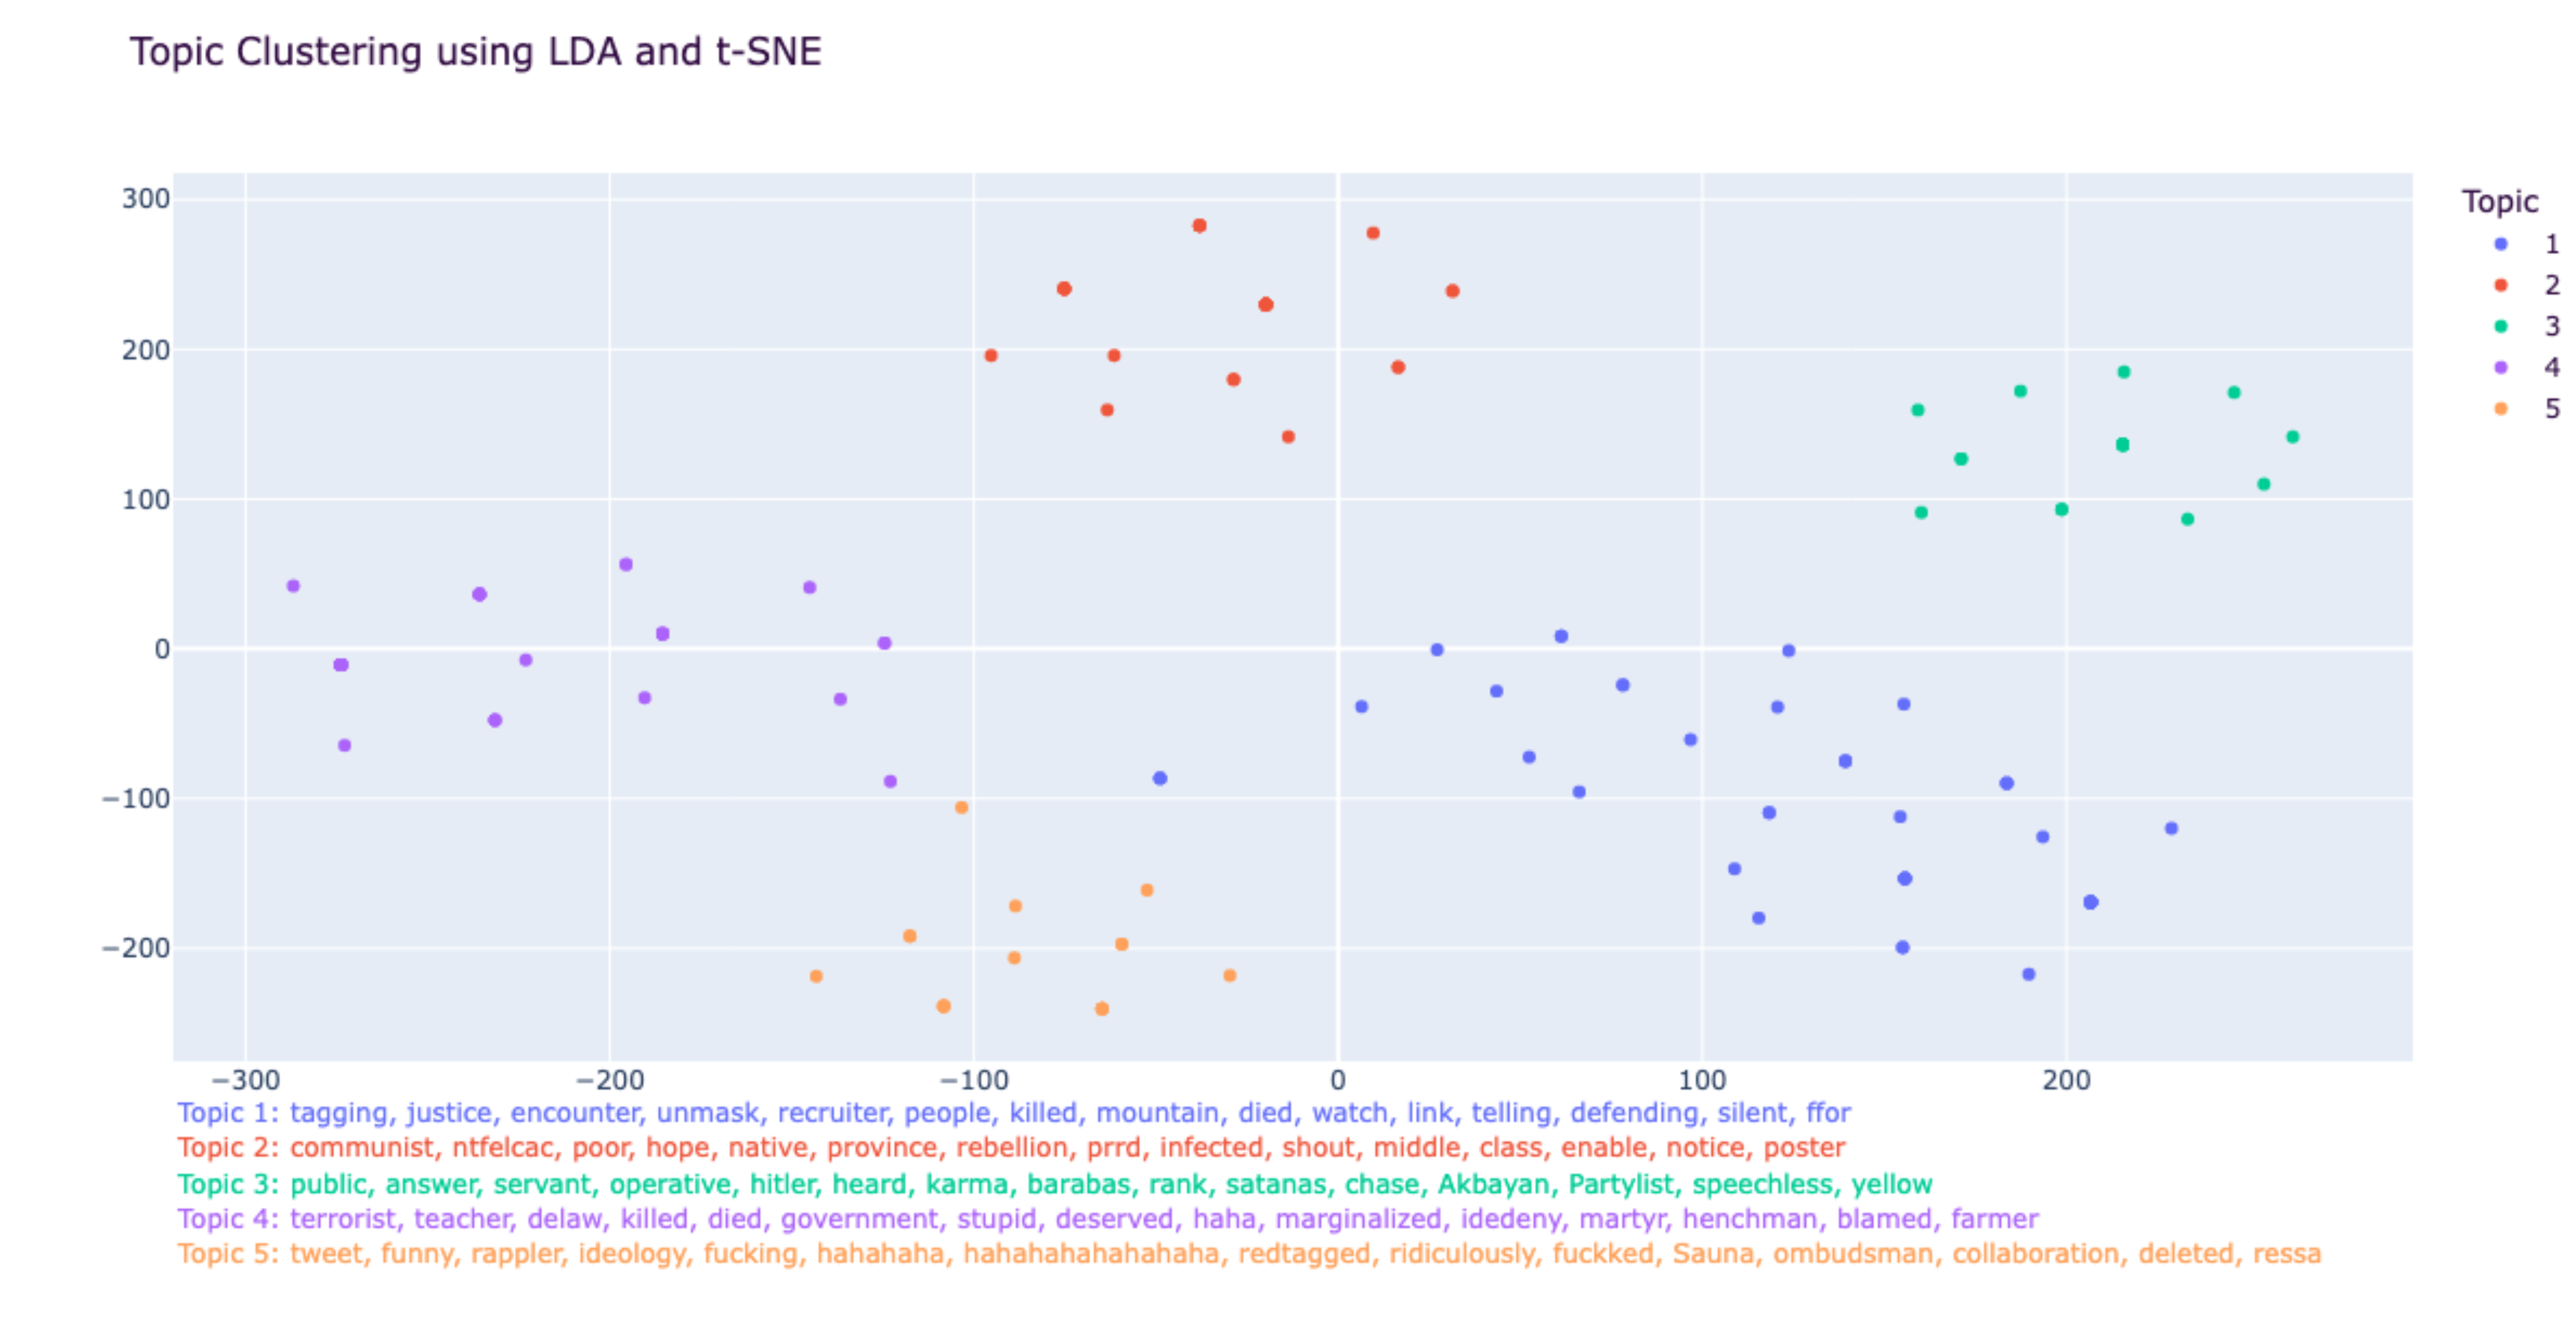 Topic Clustering using LDA and t-SNE
300
200
100
0
−100
−200
−300
−200
−100
0
100
200
Topic
1
2
3
4
5
Topic 1: tagging, justice, encounter, unmask, recruiter, people, killed, mountain, died, watch, link, telling, defending, silent, ffor
Topic 2: communist, ntfelcac, poor, hope, native, province, rebellion, prrd, infected, shout, middle, class, enable, notice, poster
Topic 3: public, answer, servant, operative, hitler, heard, karma, barabas, rank, satanas, chase, Akbayan, Partylist, speechless, yellow
Topic 4: terrorist, teacher, delaw, killed, died, government, stupid, deserved, haha, marginalized, idedeny, martyr, henchman, blamed, farmer
Topic 5: tweet, funny, rappler, ideology, fucking, hahahaha, hahahahahahaha, redtagged, ridiculously, fuckked, Sauna, ombudsman, collaboration, deleted, ressa